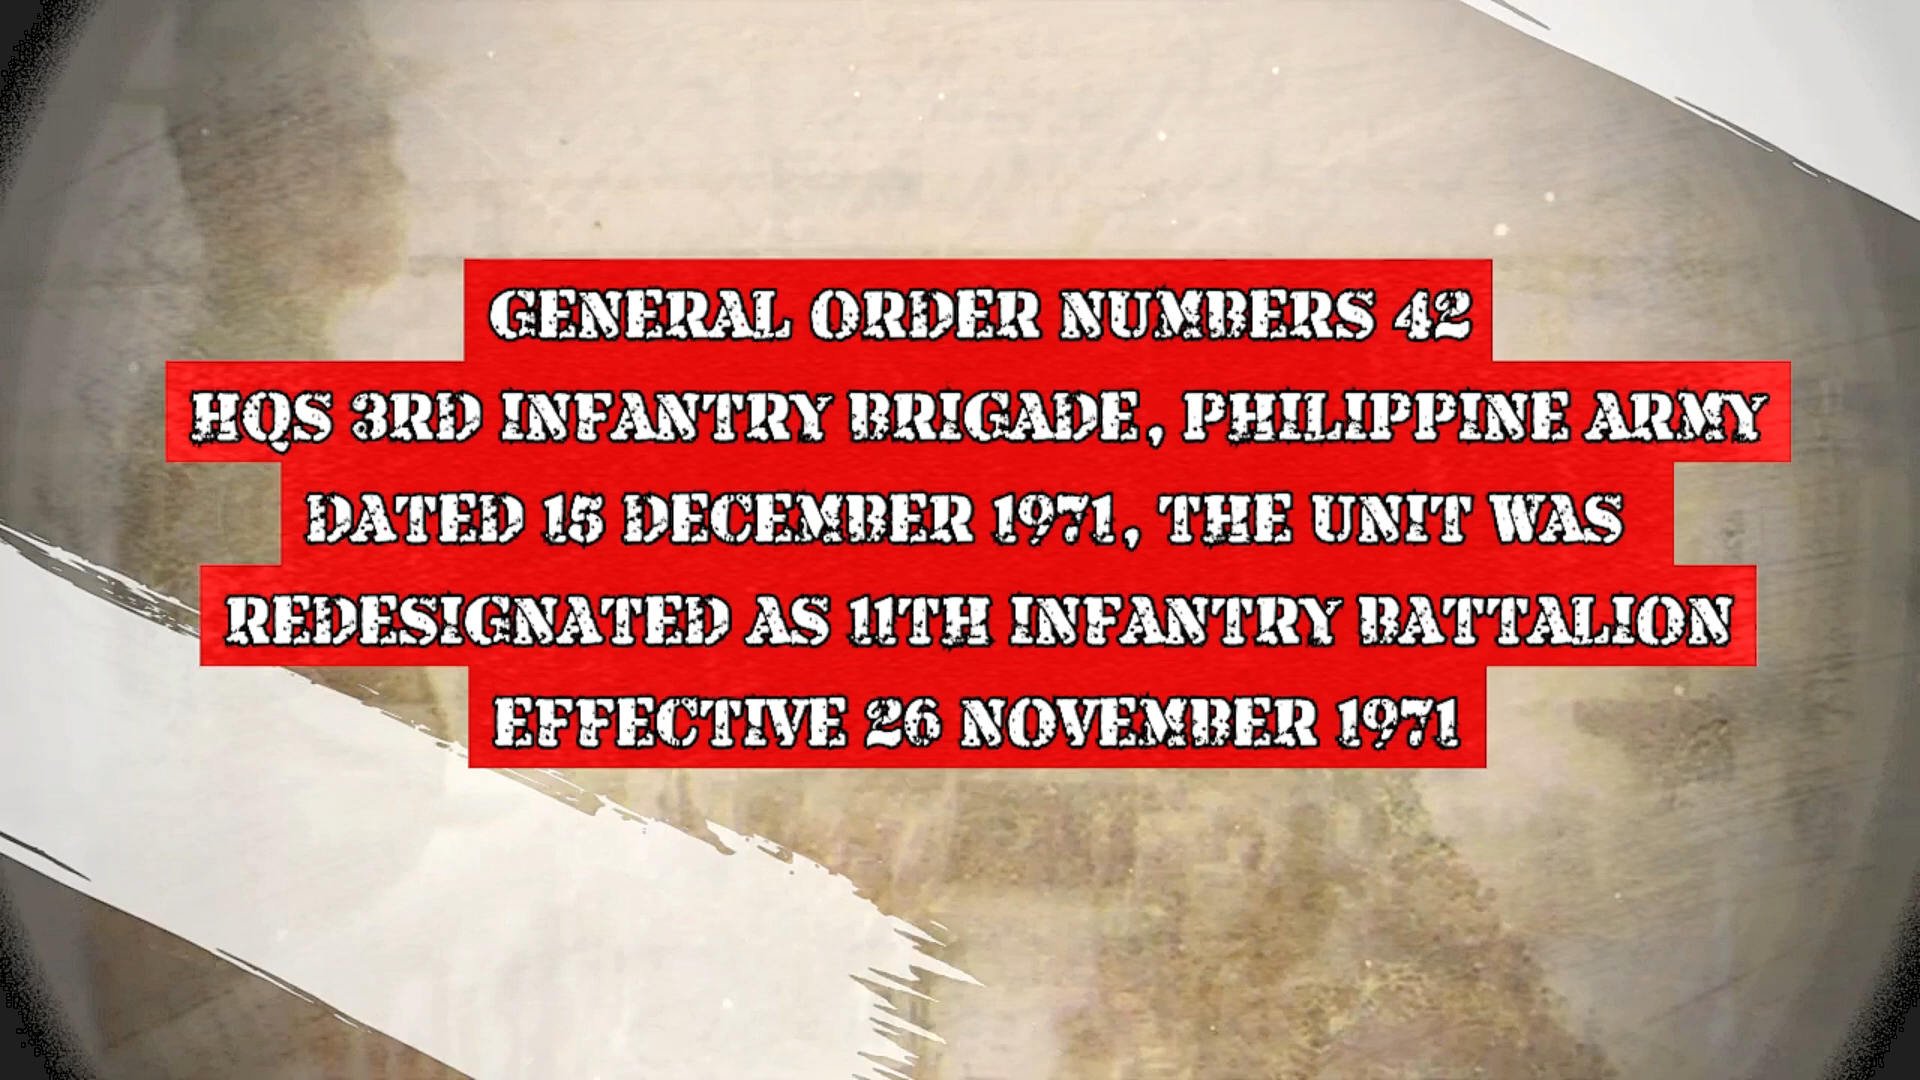 GENERAL ORDER NUMBERS 42
HQS 3RD INFANTRY BRIGADE, PHILIPPINE ARMY
DATED 15 DECEMBER 1971, THE UNIT WAS
REDESIGNATED AS 11TH INFANTRY BATTALION
EFFECTIVE 26 NOVEMBER 1971